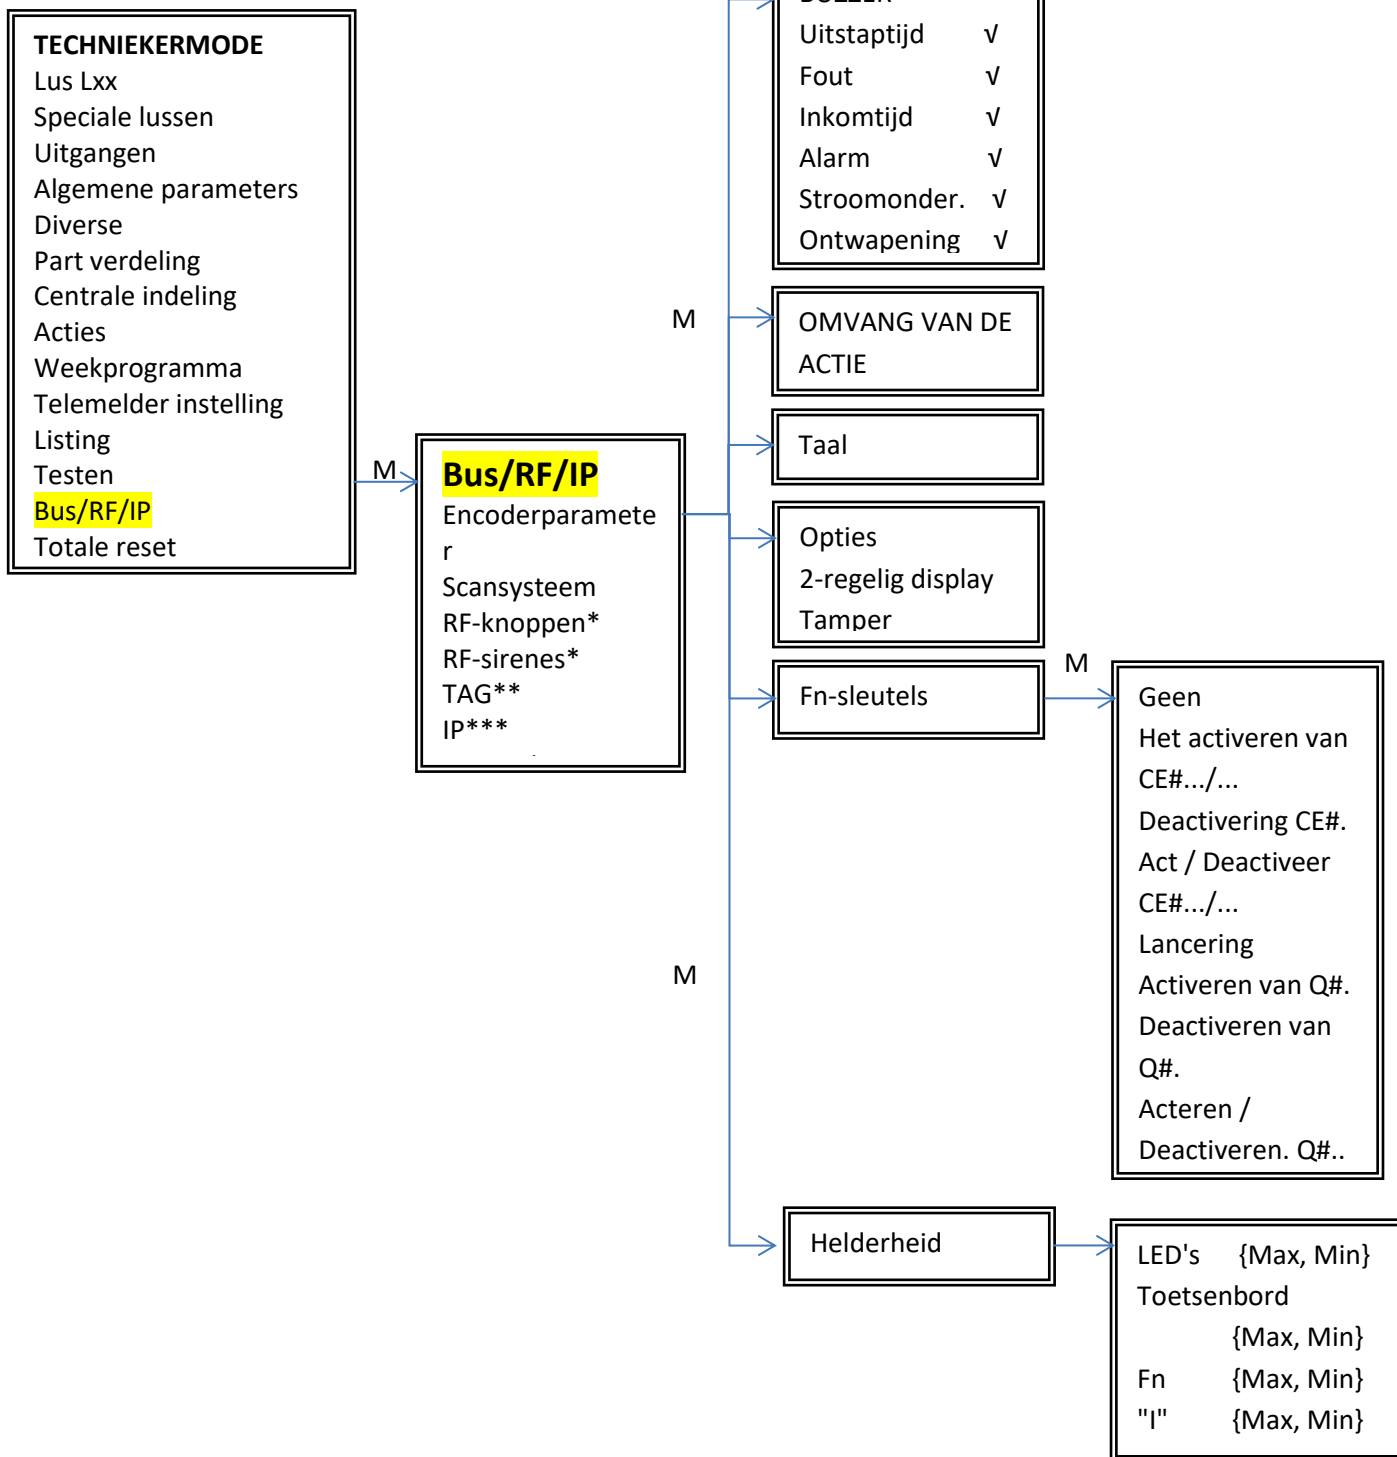 TECHNIEKERMODE
Lus Lxx
Speciale lussen
Uitgangen
Algemene parameters
Diverse
Part verdeling
Centrale indeling
Acties
Weekprogramma
Telemelder instelling
Listing
Testen
Bus/RF/IP
Totale reset
M
Bus/RF/IP
Encoderparamete
r
Scansysteem
RF-knoppen*
RF-sirenes*
TAG**
IP***
Uitstaptijd √
Fout √
Inkomtijd √
Alarm √
Stroomonder. √
Ontwapening √
M
OMVANG VAN DE
ACTIE
Taal
Opties
2-regelig display
Tamper
Fn-sleutels
M
Geen
Het activeren van
CE#.../...
Deactivering CE#.
Act / Deactiveer
CE#.../...
Lancering
Activeren van Q#.
Deactiveren van
Q#.
Acteren /
Deactiveren. Q#..
M
Helderheid
LED's {Max, Min}
Toetsenbord
{Max, Min}
Fn {Max, Min}
"I" {Max, Min}